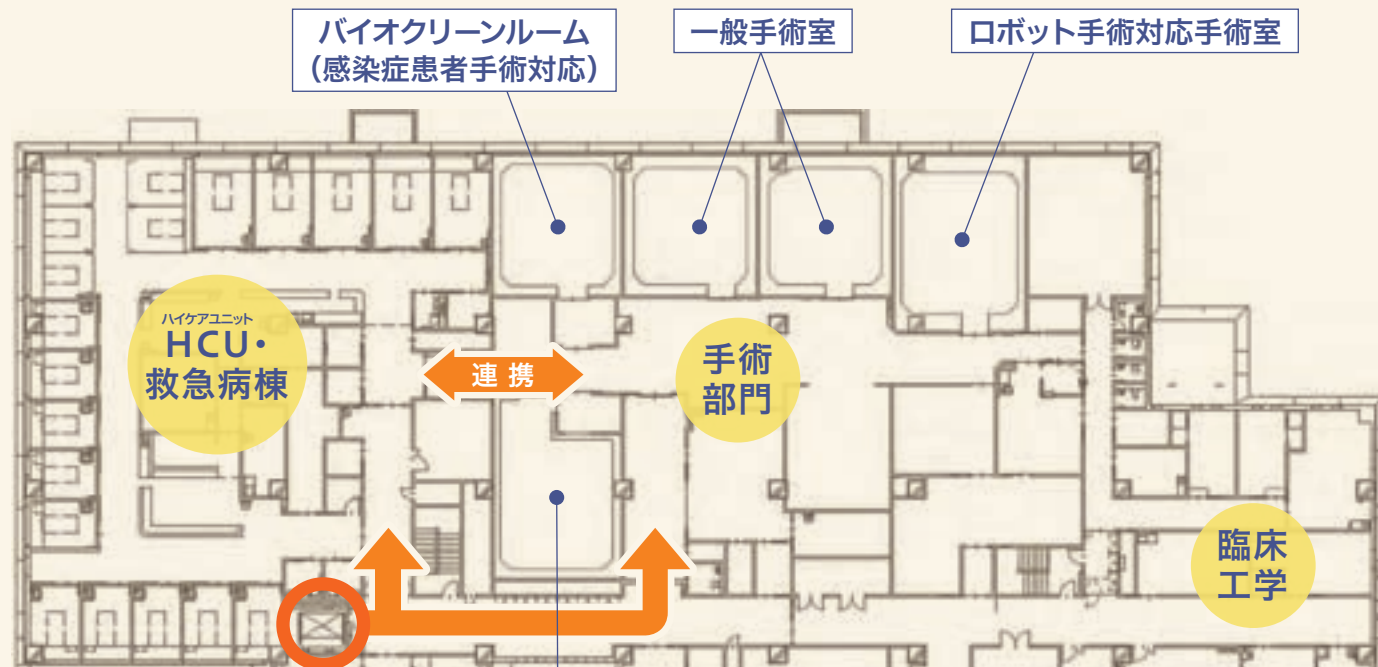 バイオクリーンルーム
（感染症患者手術対応）
一般手術室
ロボット手術対応手術室
ハイケアユニット
HCU・
救急病棟
連携
手術
部門
臨床
工学